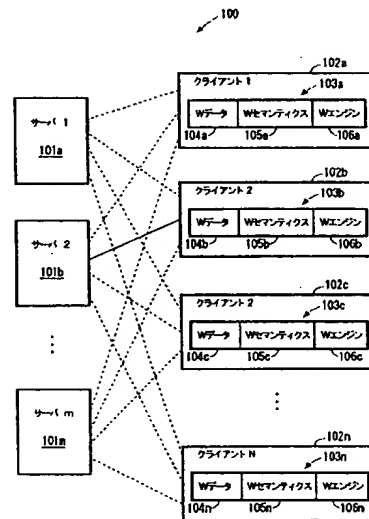 100
サーバ 1
101a
サーバ 2
101b
サーバ m
101m
102a
クライアント 1
103a
Wデータ Wセマンティクス Wエンジン
104a 105a 106a
102b
クライアント 2
103b
Wデータ Wセマンティクス Wエンジン
104b 105b 106b
102c
クライアント 2
103c
Wデータ Wセマンティクス Wエンジン
104c 105c 106c
102n
クライアント N
103n
Wデータ Wセマンティクス Wエンジン
104n 105n 106n